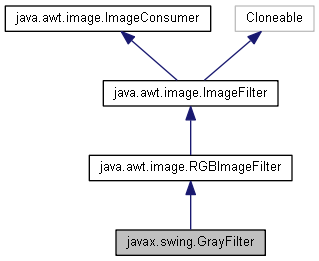 java.awt.image.ImageConsumer
Cloneable
java.awt.image.ImageFilter
java.awt.image.RGBImageFilter
javax.swing.GrayFilter